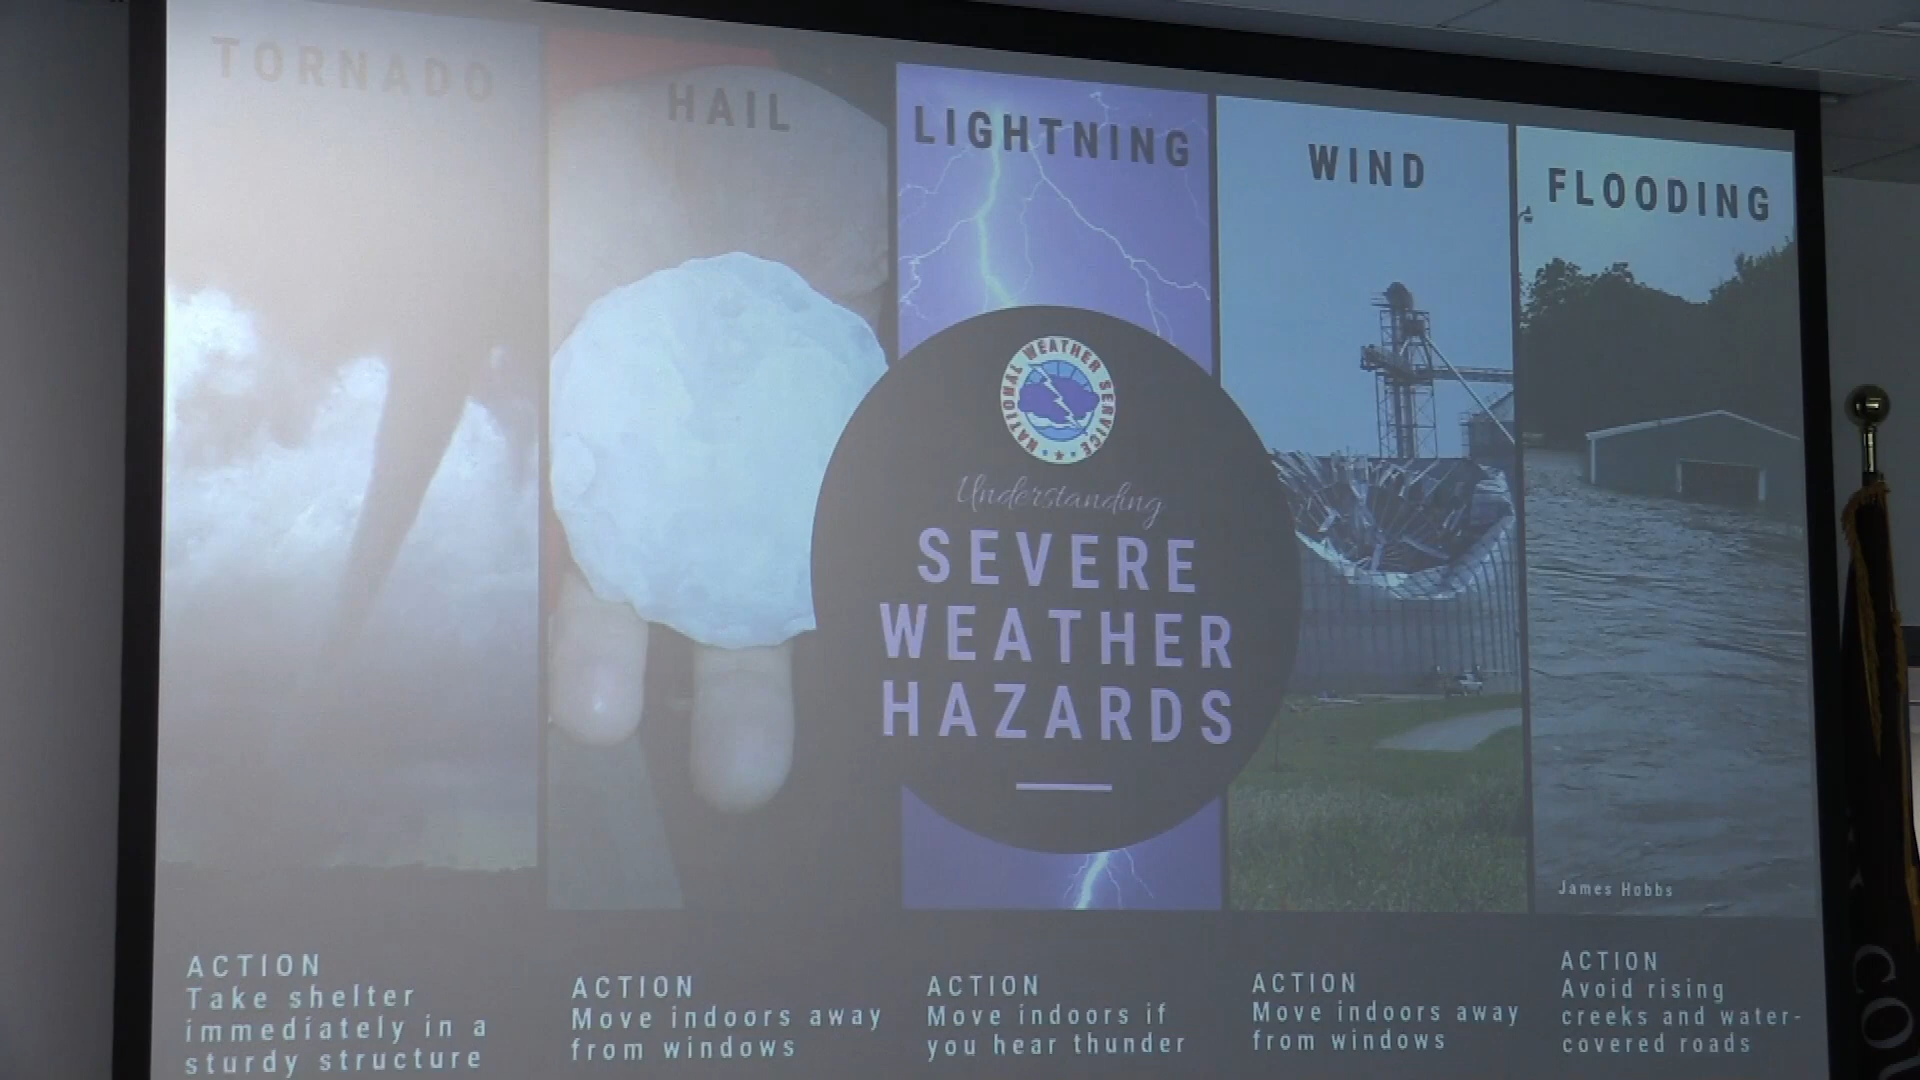 TORNADO
HAIL
LIGHTNING
WIND
FLOODING
NATIONAL WEATHER SERVICE
Understanding
SEVERE
WEATHER
HAZARDS
James Hobbs
ACTION
Take shelter
immediately in a
sturdy structure
ACTION
Move indoors away
from windows
ACTION
Move indoors if
you hear thunder
ACTION
Move indoors away
from windows
ACTION
Avoid rising
creeks and water-
covered roads